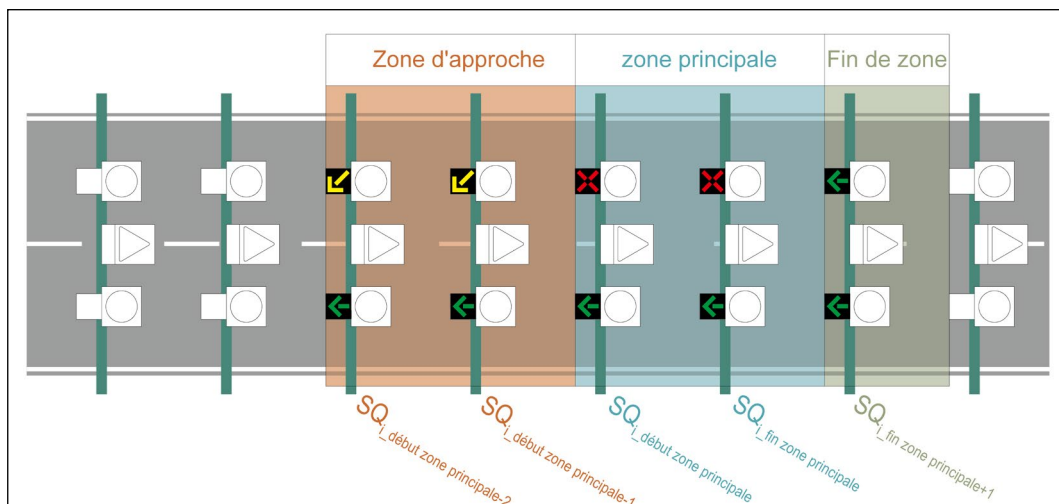 Zone d'approche
zone principale
Fin de zone
SQi_début zone principale-2
SQi_début zone principale-1
SQi_début zone principale
SQi_fin zone principale
SQi_fin zone principale+1